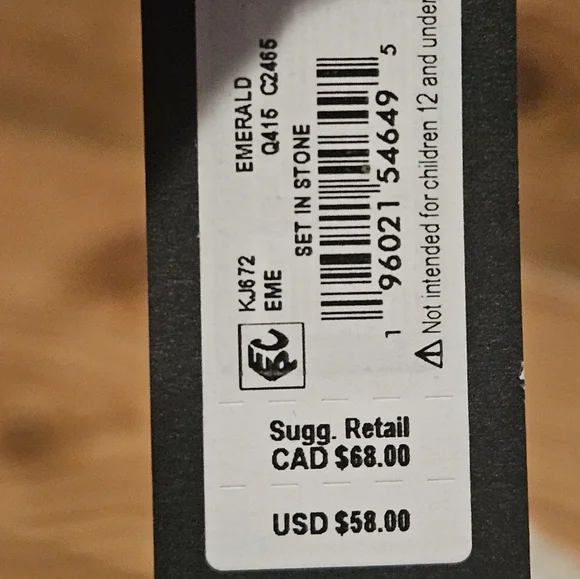 KJ672 EMERALD
EME Q415 C2465
SET IN STONE
1 96021 54649 5
Not intended for children 12 and under
Sugg. Retail
CAD $68.00
USD $58.00